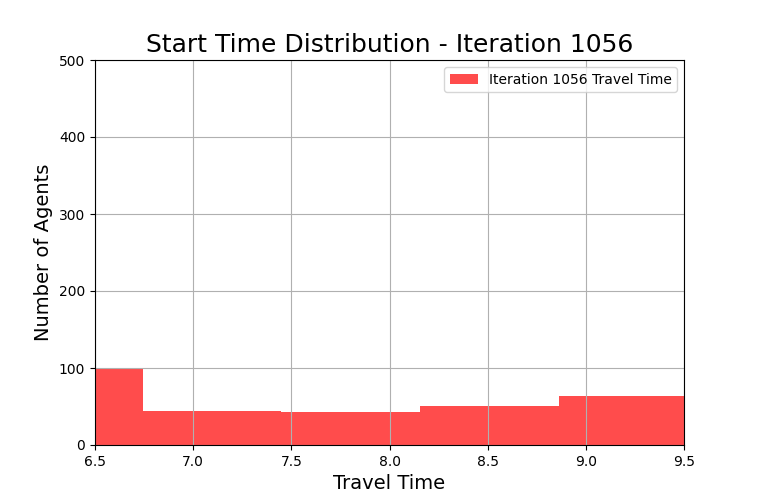 Start Time Distribution - Iteration 1056
Iteration 1056 Travel Time
Number of Agents
500
400
300
200
100
0
6.5 7.0 7.5 8.0 8.5 9.0 9.5
Travel Time